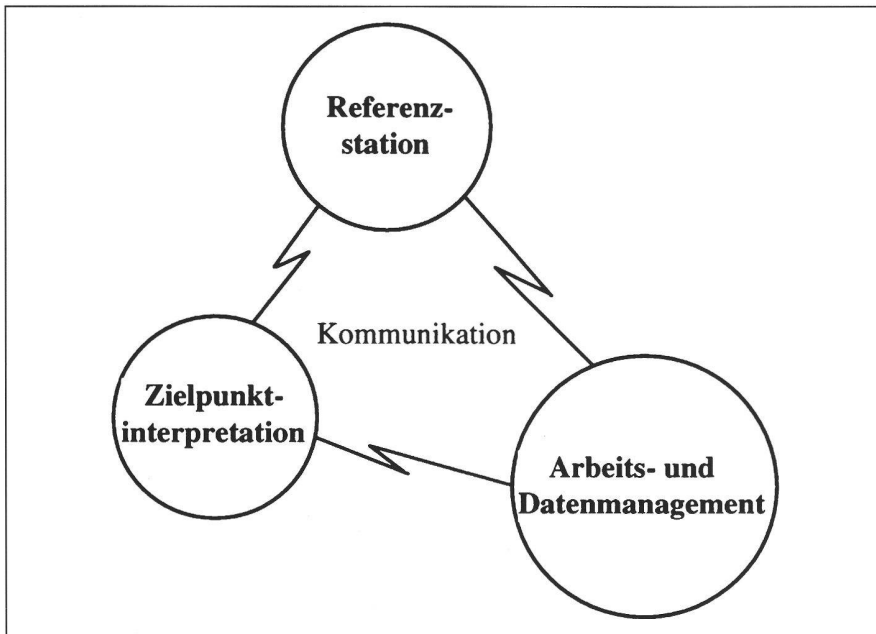 Referenz-
station
Kommunikation
Zielpunkt-
interpretation
Arbeits- und
Datenmanagement